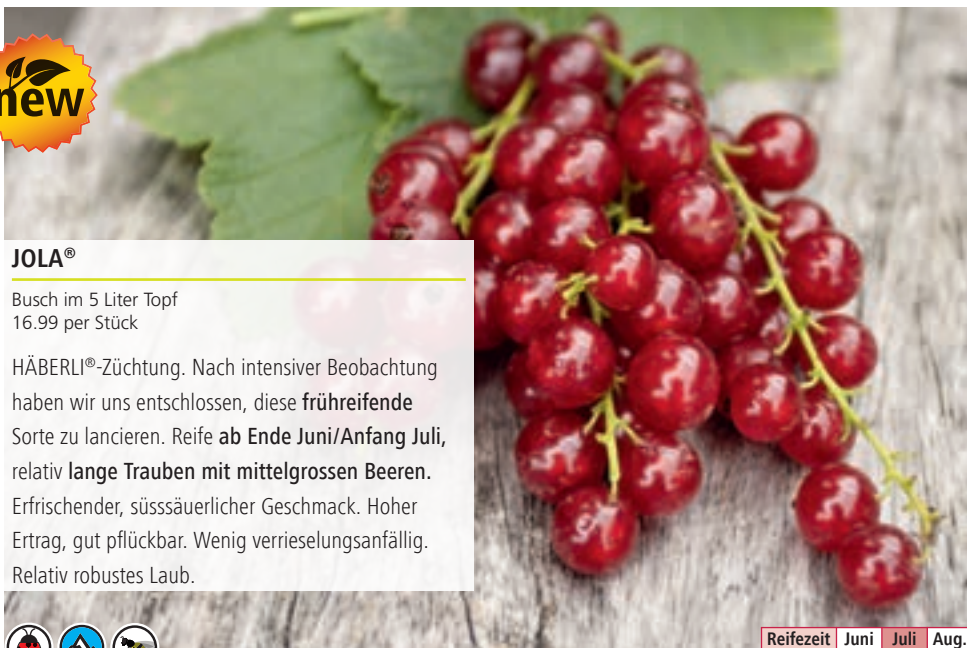 new
JOLA®
Busch im 5 Liter Topf
16.99 per Stück
HÄBERLI®-Züchtung. Nach intensiver Beobachtung
haben wir uns entschlossen, diese frühreifende
Sorte zu lancieren. Reife ab Ende Juni/Anfang Juli,
relativ lange Trauben mit mittelgrossen Beeren.
Erfrischender, süsssäuerlicher Geschmack. Hoher
Ertrag, gut pflückbar. Wenig verrieselungsanfällig.
Relativ robustes Laub.
Reifezeit Juni Juli Aug.